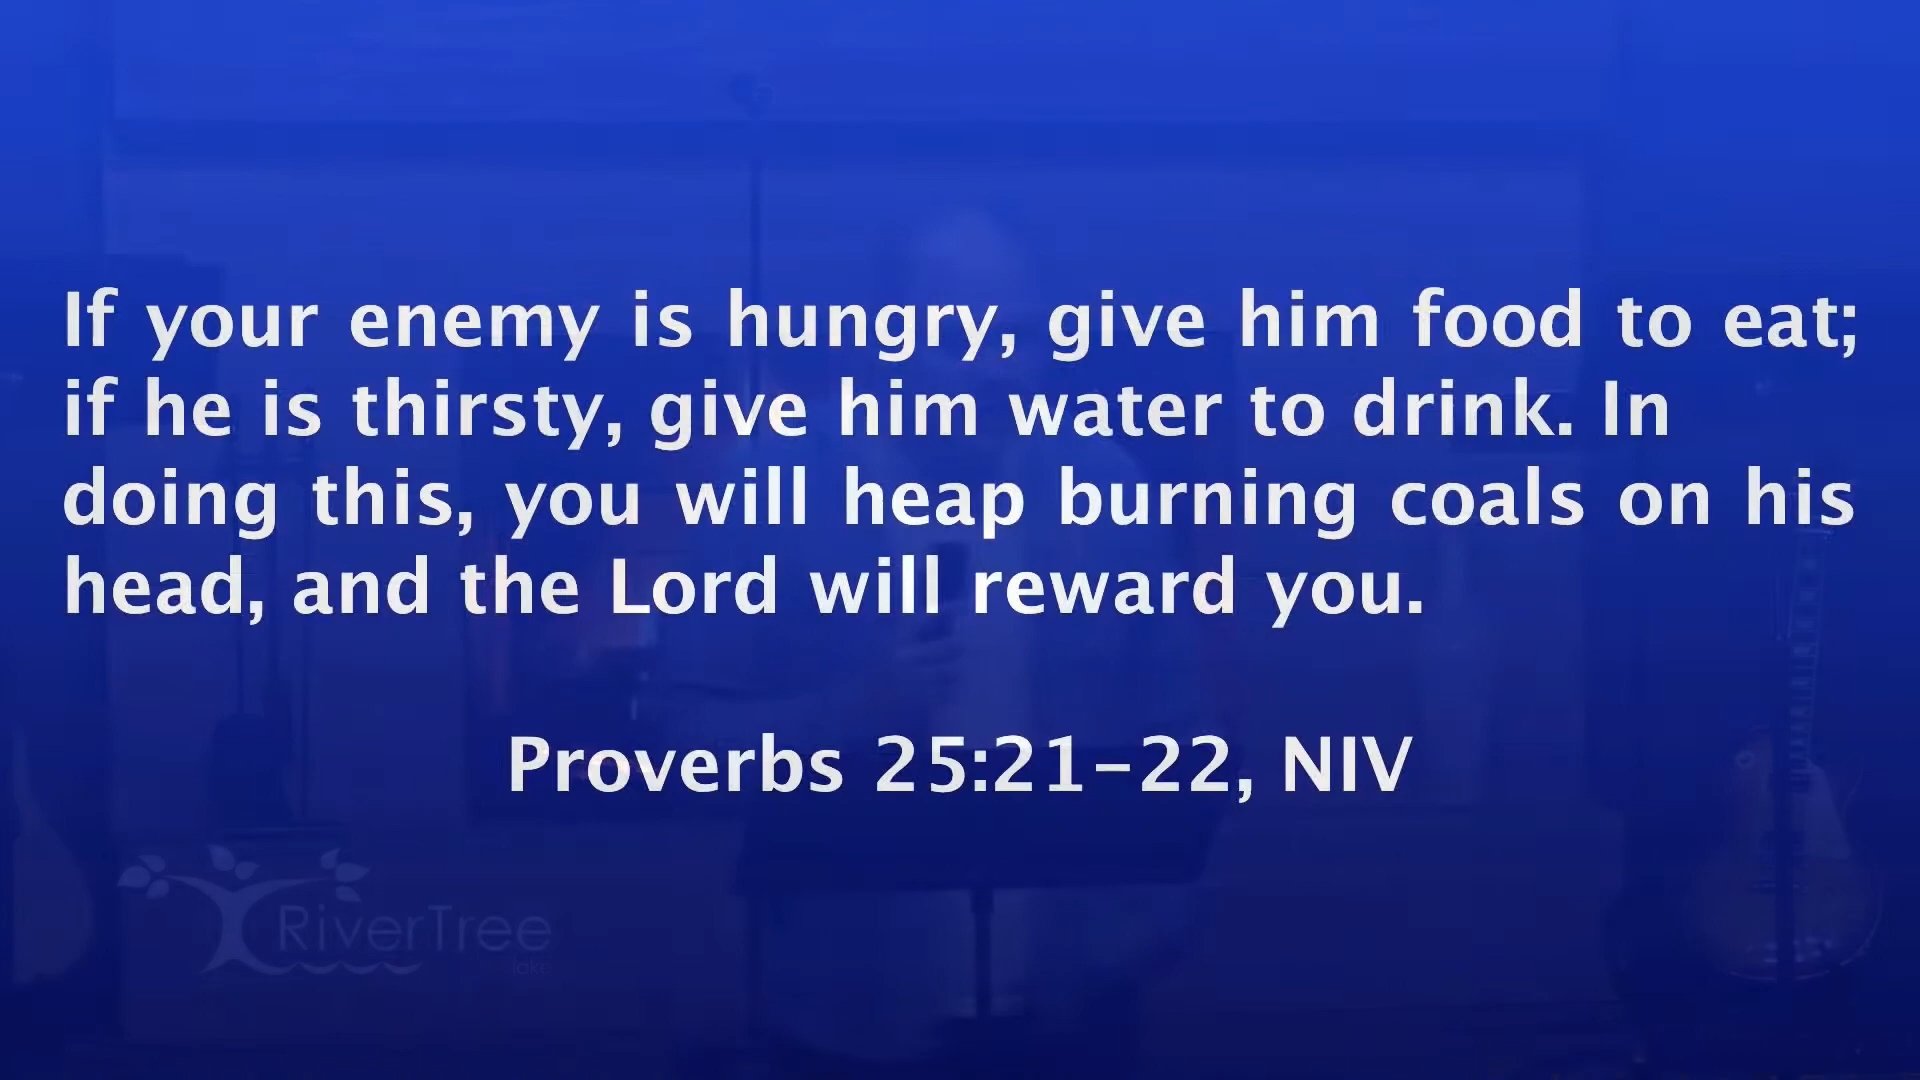 If your enemy is hungry, give him food to eat;
if he is thirsty, give him water to drink. In
doing this, you will heap burning coals on his
head, and the Lord will reward you.
Proverbs 25:21-22, NIV
RiverTree
lake